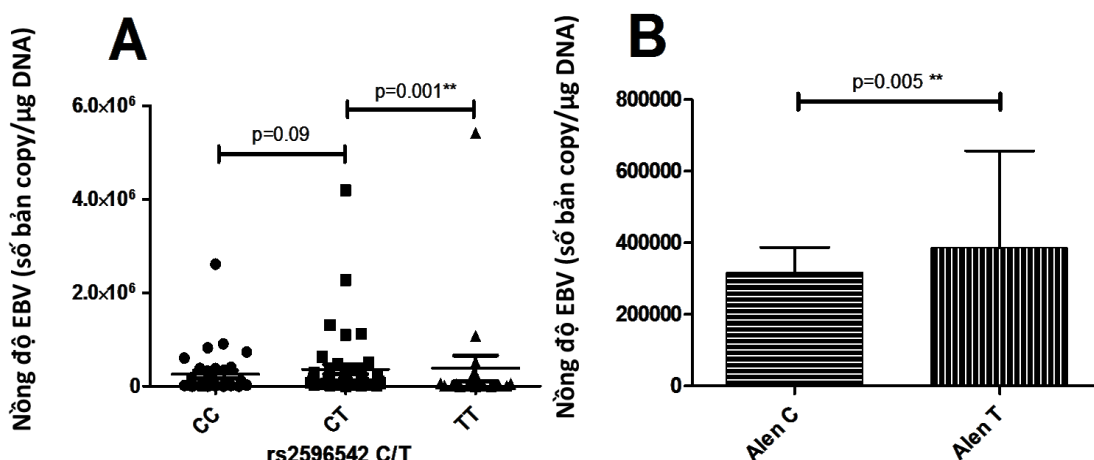 A
Nồng độ EBV (số bản copy/µg DNA)
6.0×10⁶
4.0×10⁶
2.0×10⁶
0
p=0.09
p=0.001**
CC
CT
TT
rs2596542 C/T
B
Nồng độ EBV (số bản copy/µg DNA)
800000
600000
400000
200000
0
p=0.005 **
Alen C
Alen T